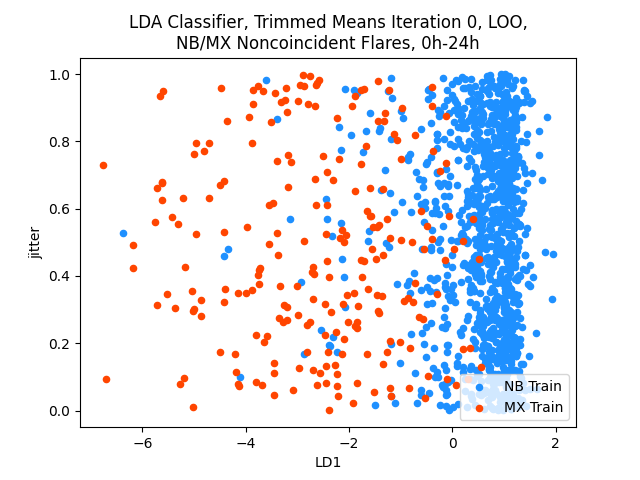 LDA Classifier, Trimmed Means Iteration 0, LOO,
NB/MX Noncoincident Flares, 0h-24h
1.0
0.8
0.6
0.4
0.2
0.0
jitter
−6
−4
−2
0
2
LD1
NB Train
MX Train